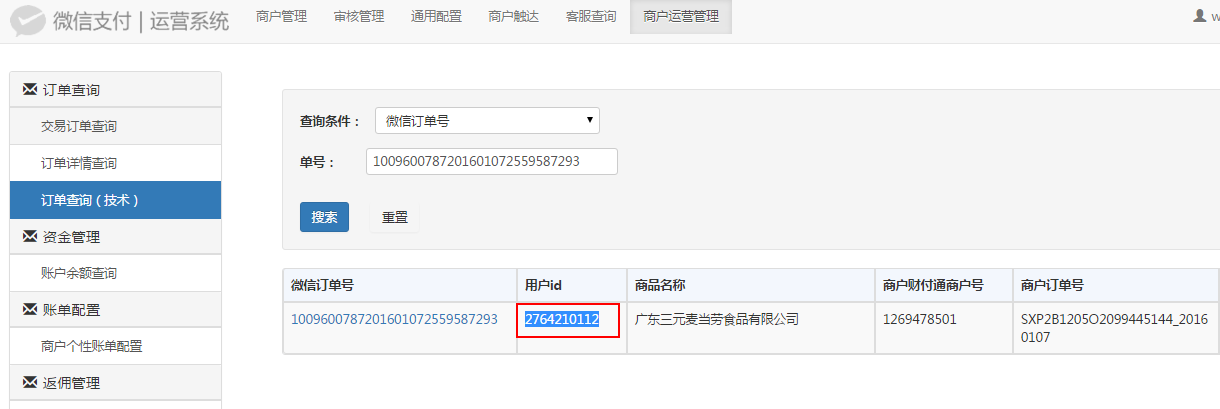 微信支付 | 运营系统
商户管理 审核管理 通用配置 商户触达 客服查询 商户运营管理
订单查询
交易订单查询
订单详情查询
订单查询（技术）
资金管理
账户余额查询
账单配置
商户个性账单配置
返佣管理
查询条件： 微信订单号
单号： 1009600787201601072559587293
搜索 重置
微信订单号 用户id 商品名称 商户财付通商户号 商户订单号
1009600787201601072559587293 2764210112 广东三元麦当劳食品有限公司 1269478501 SXP2B1205O2099445144_2016
0107